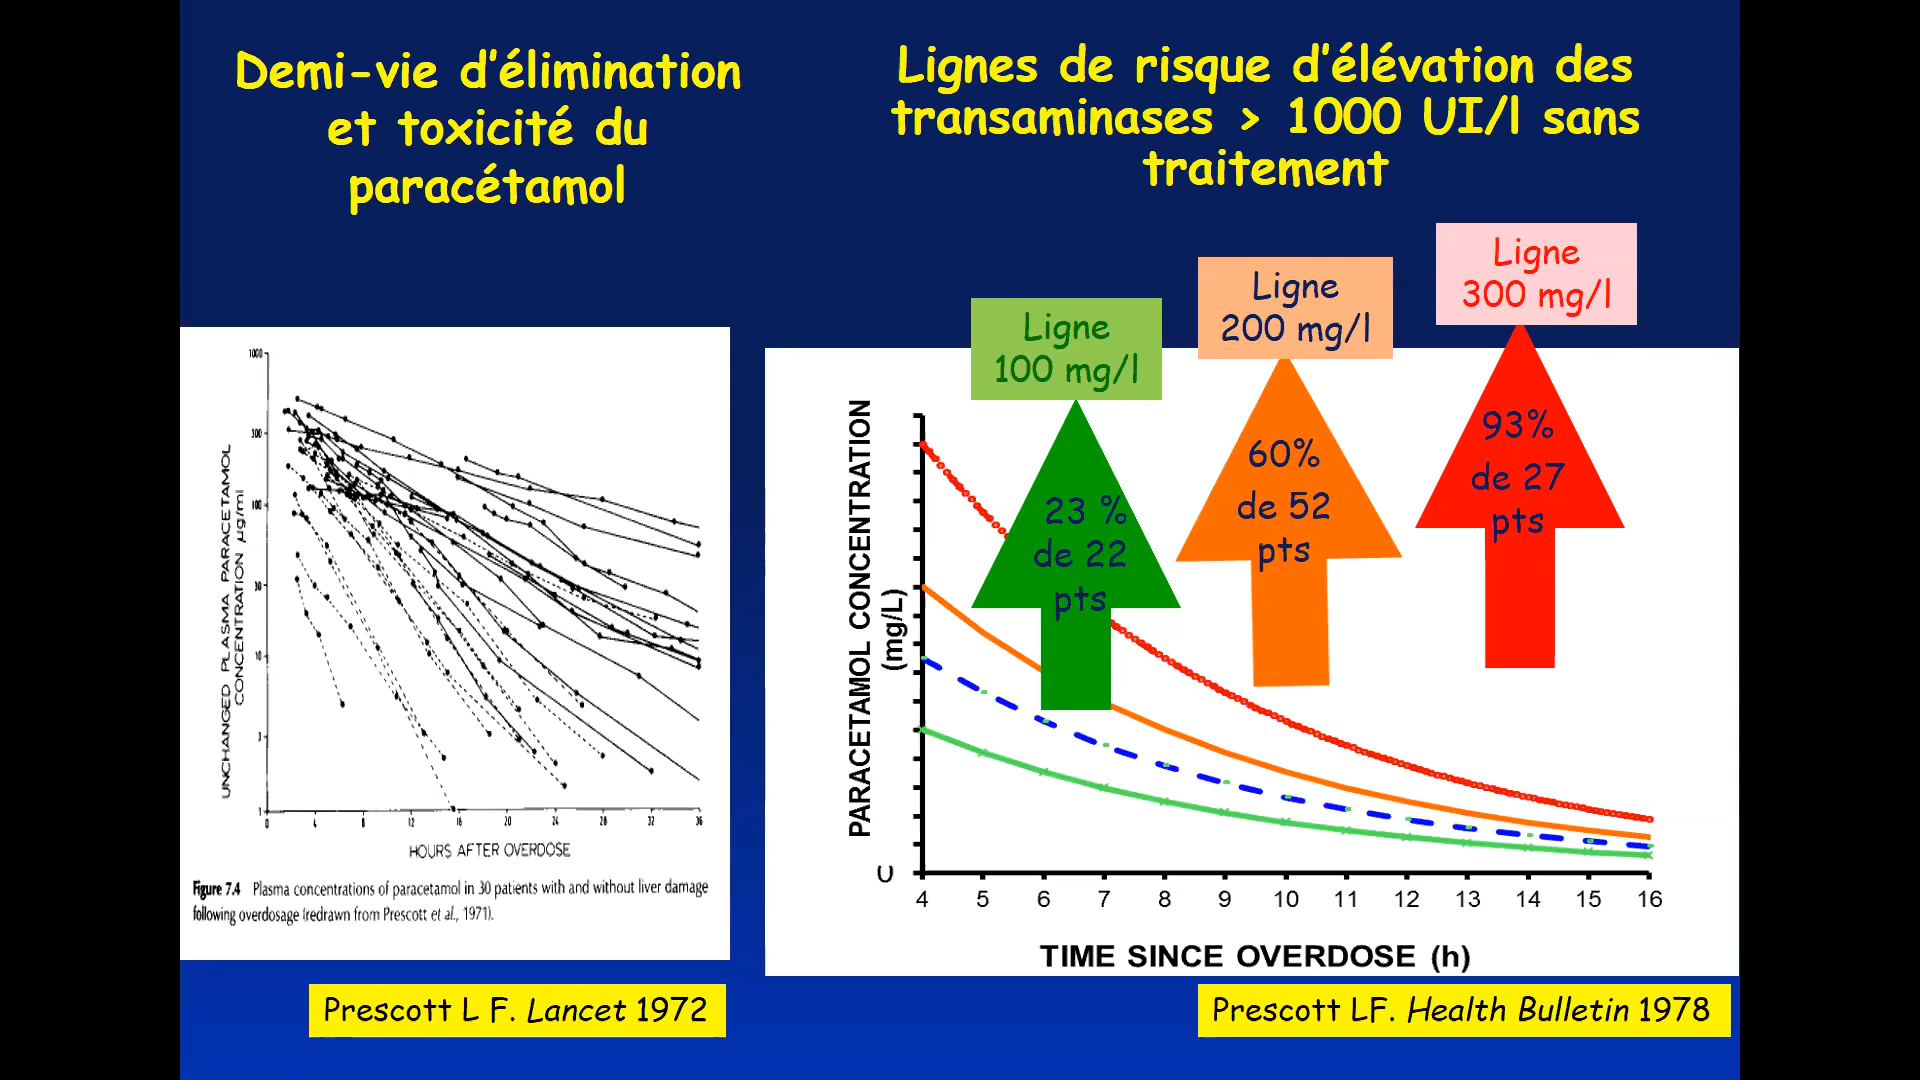 Demi-vie d'élimination
et toxicité du
paracétamol
Lignes de risque d'élévation des
transaminases > 1000 UI/l sans
traitement
Ligne
100 mg/l
Ligne
200 mg/l
Ligne
300 mg/l
23 %
de 22
pts
60%
de 52
pts
93%
de 27
pts
UNCHANGED PLASMA PARACETAMOL
CONCENTRATION µg/ml
1000
300
100
30
10
3
1
0 4 8 12 16 20 24 28 32 36
HOURS AFTER OVERDOSE
Figure 7.4 Plasma concentrations of paracetamol in 30 patients with and without liver damage
following overdosage (redrawn from Prescott et al., 1971).
PARACETAMOL CONCENTRATION
(mg/L)
0
4 5 6 7 8 9 10 11 12 13 14 15 16
TIME SINCE OVERDOSE (h)
Prescott L F. Lancet 1972
Prescott LF. Health Bulletin 1978